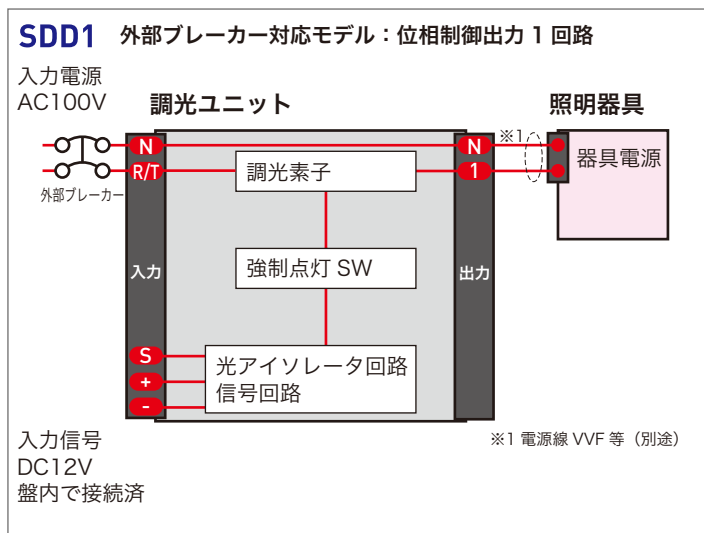 SDD1 外部ブレーカー対応モデル：位相制御出力 1 回路
入力電源
AC100V
調光ユニット
照明器具
※1
N
N
器具電源
R/T
調光素子
1
外部ブレーカー
入力
強制点灯 SW
出力
S
光アイソレータ回路
+
信号回路
-
入力信号
DC12V
盤内で接続済
※1 電源線 VVF 等（別途）